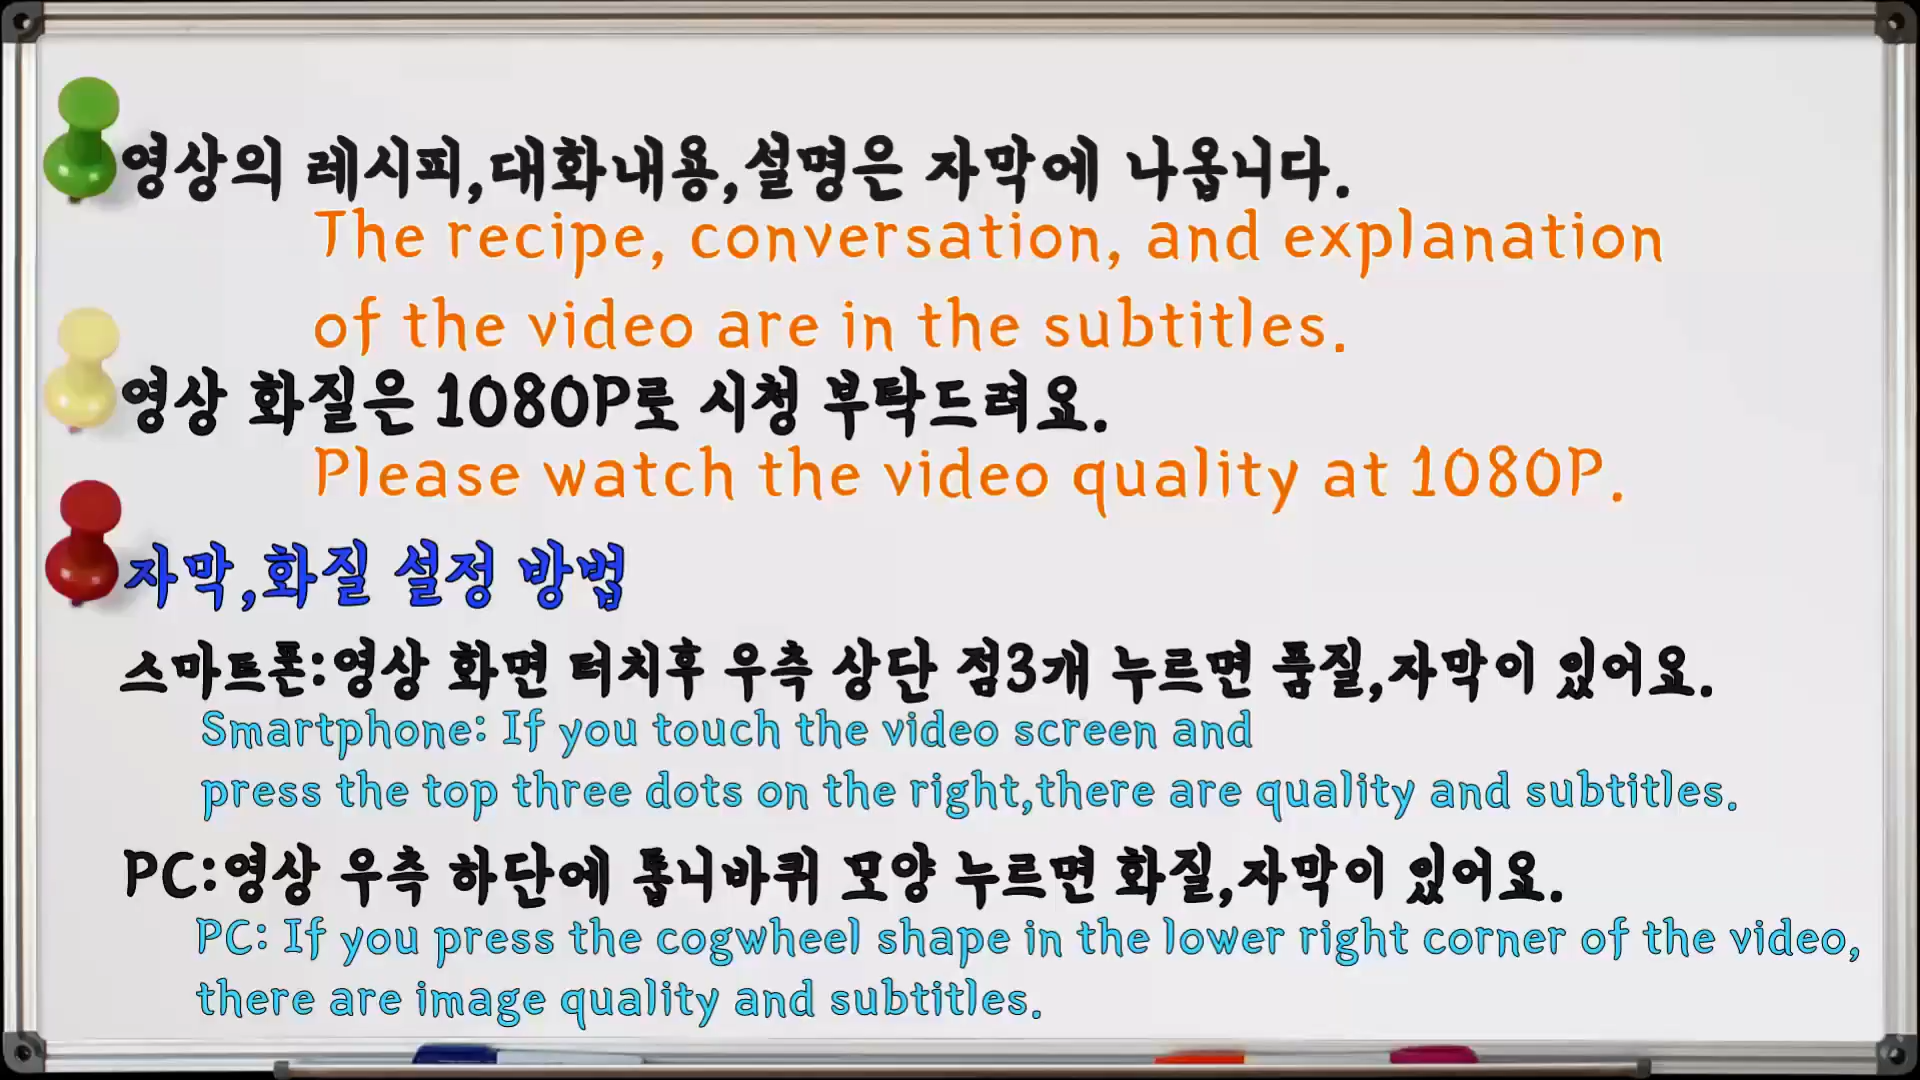 영상의 레시피,대화내용,설명은 자막에 나옵니다.
The recipe, conversation, and explanation
of the video are in the subtitles.
영상 화질은 1080P로 시청 부탁드려요.
Please watch the video quality at 1080P.
자막,화질 설정 방법
스마트폰:영상 화면 터치후 우측 상단 점3개 누르면 품질,자막이 있어요.
Smartphone: If you touch the video screen and
press the top three dots on the right,there are quality and subtitles.
PC:영상 우측 하단에 톱니바퀴 모양 누르면 화질,자막이 있어요.
PC: If you press the cogwheel shape in the lower right corner of the video,
there are image quality and subtitles.